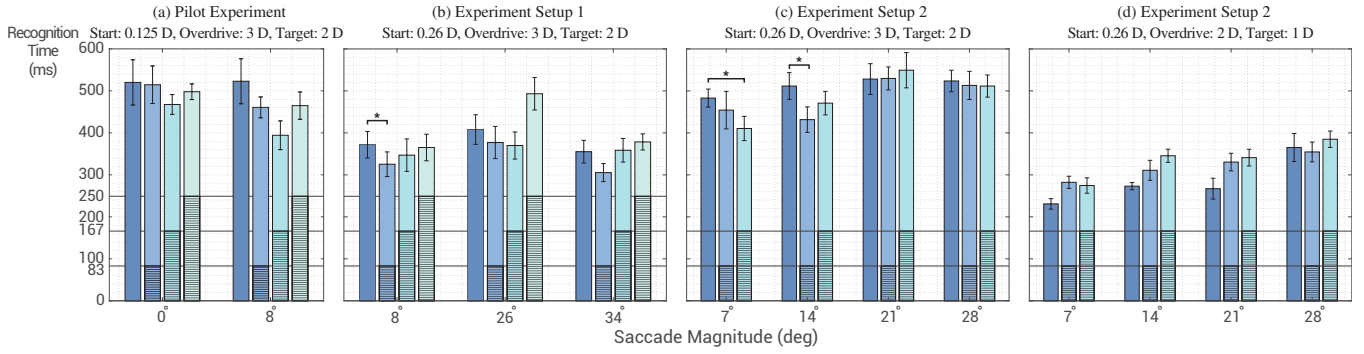 (a) Pilot Experiment
(b) Experiment Setup 1
(c) Experiment Setup 2
(d) Experiment Setup 2
Start: 0.125 D, Overdrive: 3 D, Target: 2 D
Start: 0.26 D, Overdrive: 3 D, Target: 2 D
Start: 0.26 D, Overdrive: 3 D, Target: 2 D
Start: 0.26 D, Overdrive: 2 D, Target: 1 D
Recognition
Time
(ms)
600
500
400
300
250
200
167
100
83
0
*
*
*
0° 8°
8° 26° 34°
7° 14° 21° 28°
7° 14° 21° 28°
Saccade Magnitude (deg)